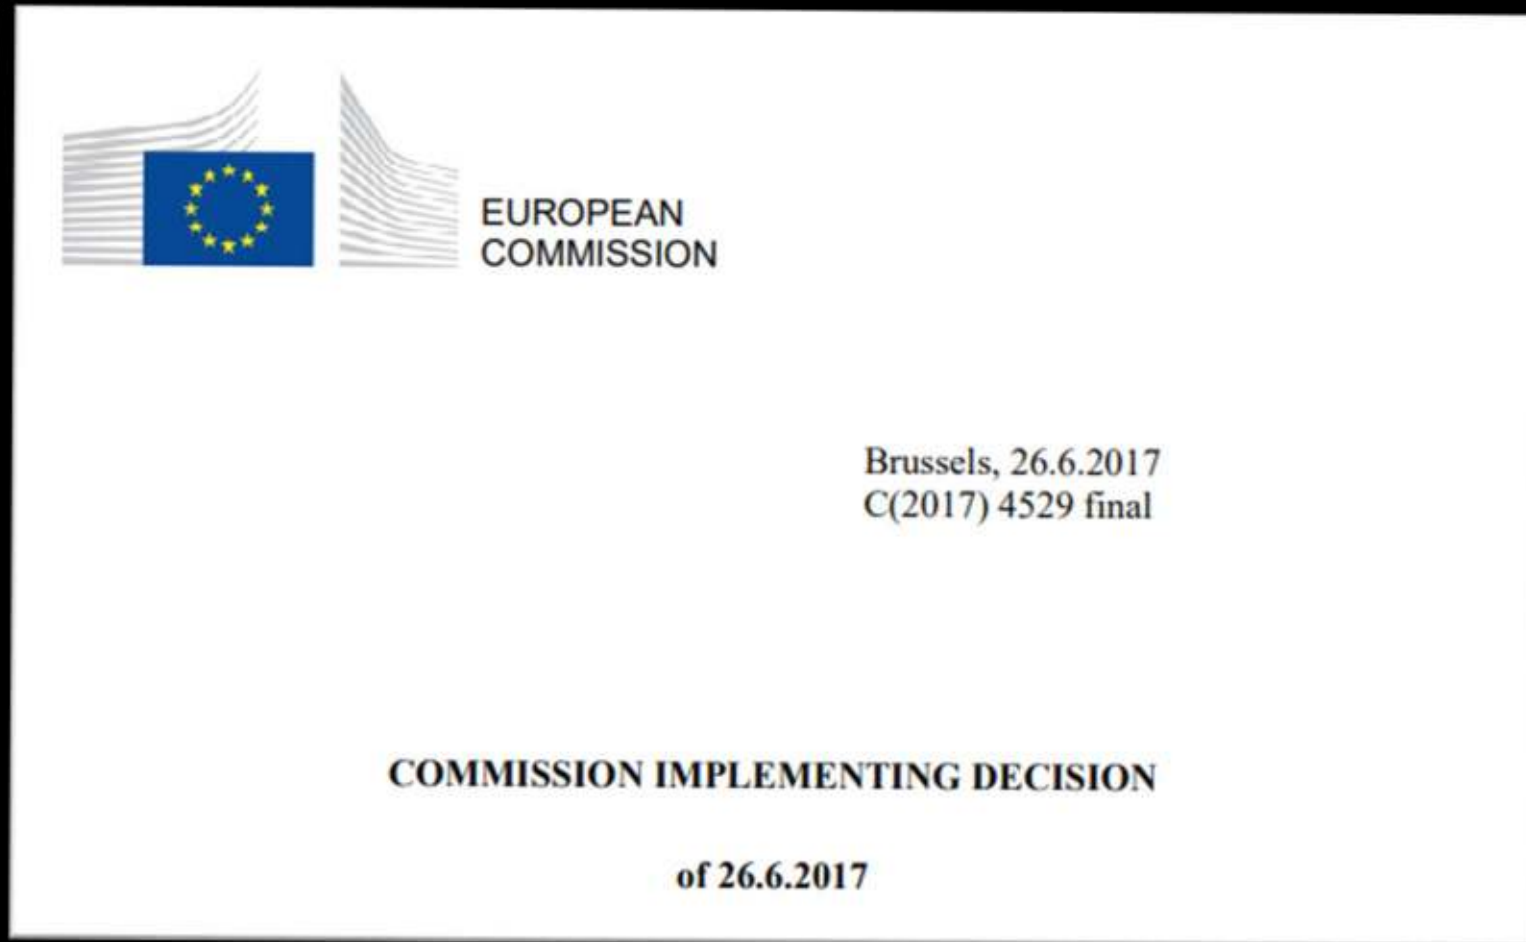 EUROPEAN
COMMISSION
Brussels, 26.6.2017
C(2017) 4529 final
COMMISSION IMPLEMENTING DECISION
of 26.6.2017